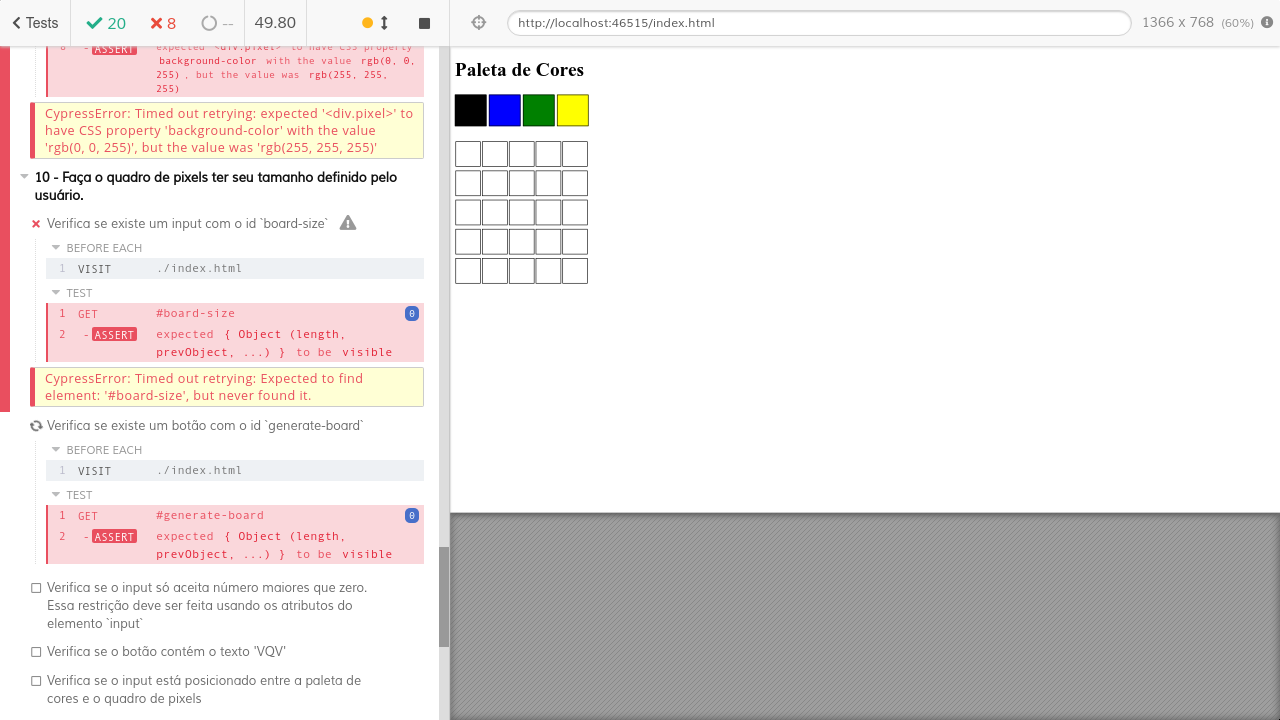 Tests
20
8
--
49.80
http://localhost:46515/index.html
1366 x 768 (60%)
8 - ASSERT expected <div.pixel> to have CSS property
background-color with the value rgb(0, 0,
255) , but the value was rgb(255, 255,
255)
CypressError: Timed out retrying: expected '<div.pixel>' to
have CSS property 'background-color' with the value
'rgb(0, 0, 255)', but the value was 'rgb(255, 255, 255)'
10 - Faça o quadro de pixels ter seu tamanho definido pelo
usuário.
Verifica se existe um input com o id `board-size`
BEFORE EACH
1 VISIT ./index.html
TEST
1 GET #board-size 0
2 - ASSERT expected { Object (length,
prevObject, ...) } to be visible
CypressError: Timed out retrying: Expected to find
element: '#board-size', but never found it.
Verifica se existe um botão com o id `generate-board`
BEFORE EACH
1 VISIT ./index.html
TEST
1 GET #generate-board 0
2 - ASSERT expected { Object (length,
prevObject, ...) } to be visible
Verifica se o input só aceita número maiores que zero.
Essa restrição deve ser feita usando os atributos do
elemento `input`
Verifica se o botão contém o texto 'VQV'
Verifica se o input está posicionado entre a paleta de
cores e o quadro de pixels
Paleta de Cores